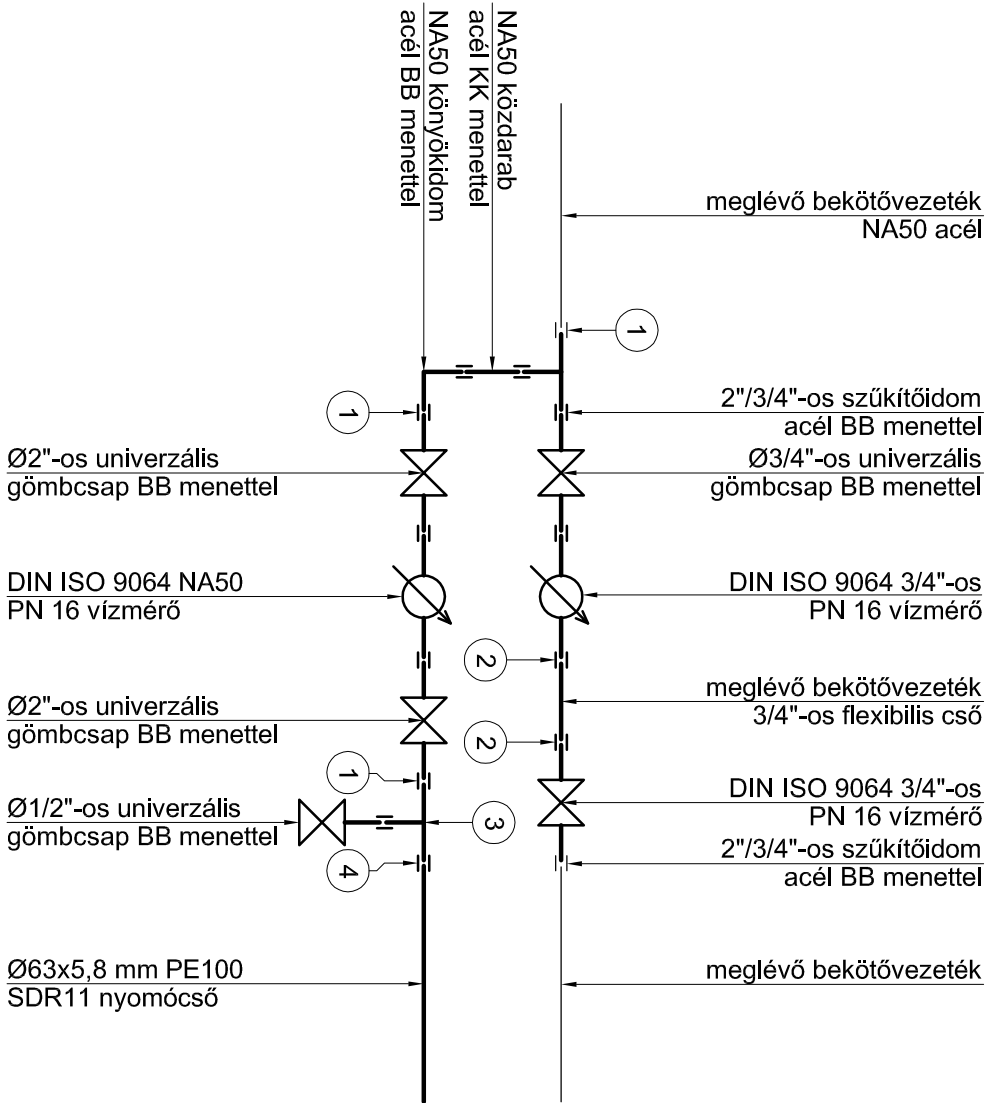 NA50 közdarab
acél KK menettel
NA50 könyökidom
acél BB menettel
meglévő bekötővezeték
NA50 acél
1
2"/3/4"-os szűkítőidom
acél BB menettel
1
Ø2"-os univerzális
gömbcsap BB menettel
Ø3/4"-os univerzális
gömbcsap BB menettel
DIN ISO 9064 NA50
PN 16 vízmérő
DIN ISO 9064 3/4"-os
PN 16 vízmérő
2
meglévő bekötővezeték
3/4"-os flexibilis cső
Ø2"-os univerzális
gömbcsap BB menettel
2
1
DIN ISO 9064 3/4"-os
PN 16 vízmérő
Ø1/2"-os univerzális
gömbcsap BB menettel
3
2"/3/4"-os szűkítőidom
acél BB menettel
4
Ø63x5,8 mm PE100
SDR11 nyomócső
meglévő bekötővezeték